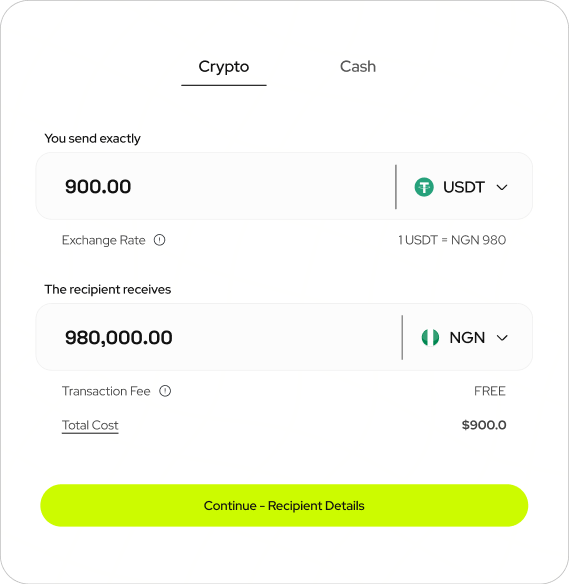 Crypto Cash
You send exactly
900.00 USDT
Exchange Rate 1 USDT = NGN 980
The recipient receives
980,000.00 NGN
Transaction Fee FREE
Total Cost $900.0
Continue - Recipient Details